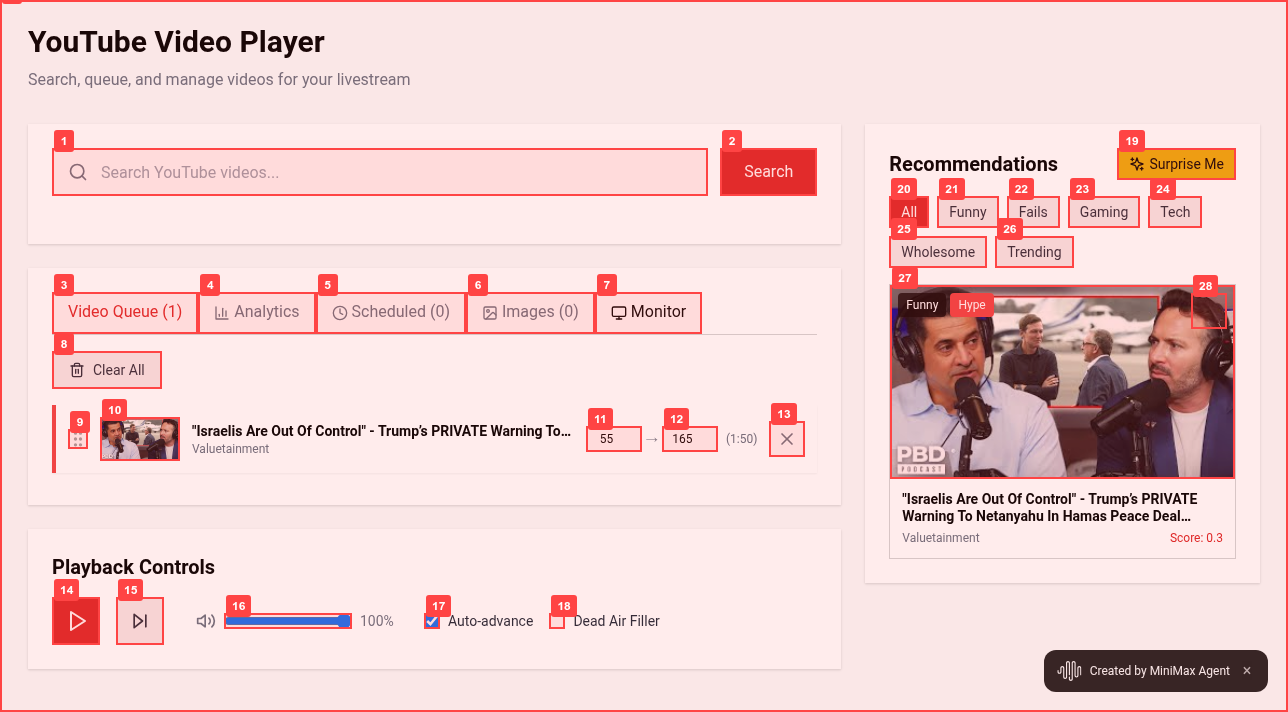 YouTube Video Player
Search, queue, and manage videos for your livestream
1
Search YouTube videos...
2
Search
3
Video Queue (1)
4
Analytics
5
Scheduled (0)
6
Images (0)
7
Monitor
8
Clear All
9
10
"Israelis Are Out Of Control" - Trump’s PRIVATE Warning To...
Valuetainment
11
55
→
12
165
(1:50)
13
Playback Controls
14
15
16
100%
17
Auto-advance
18
Dead Air Filler
Recommendations
19
Surprise Me
20
All
21
Funny
22
Fails
23
Gaming
24
Tech
25
Wholesome
26
Trending
27
28
Funny
Hype
PBD
PODCAST
"Israelis Are Out Of Control" - Trump’s PRIVATE
Warning To Netanyahu In Hamas Peace Deal...
Valuetainment
Score: 0.3
Created by MiniMax Agent ×